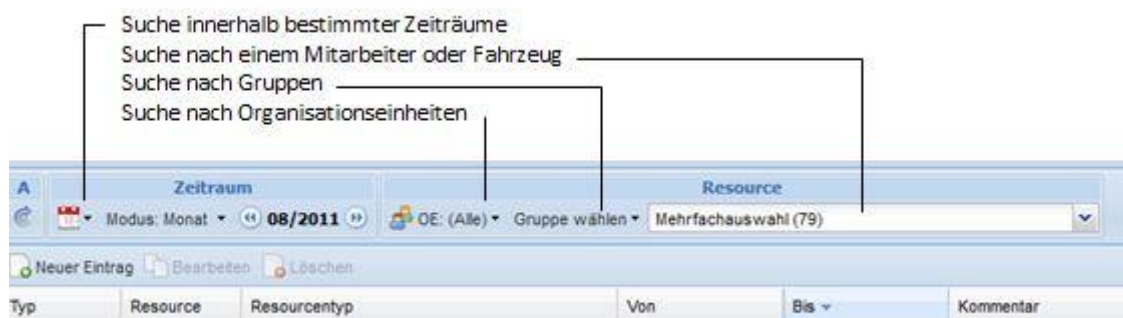 Suche innerhalb bestimmter Zeiträume
Suche nach einem Mitarbeiter oder Fahrzeug
Suche nach Gruppen
Suche nach Organisationseinheiten
A Zeitraum Resource
Modus: Monat 08/2011 OE: (Alle) Gruppe wählen Mehrfachauswahl (79)
Neuer Eintrag Bearbeiten Löschen
Typ Resource Resourcentyp Von Bis Kommentar